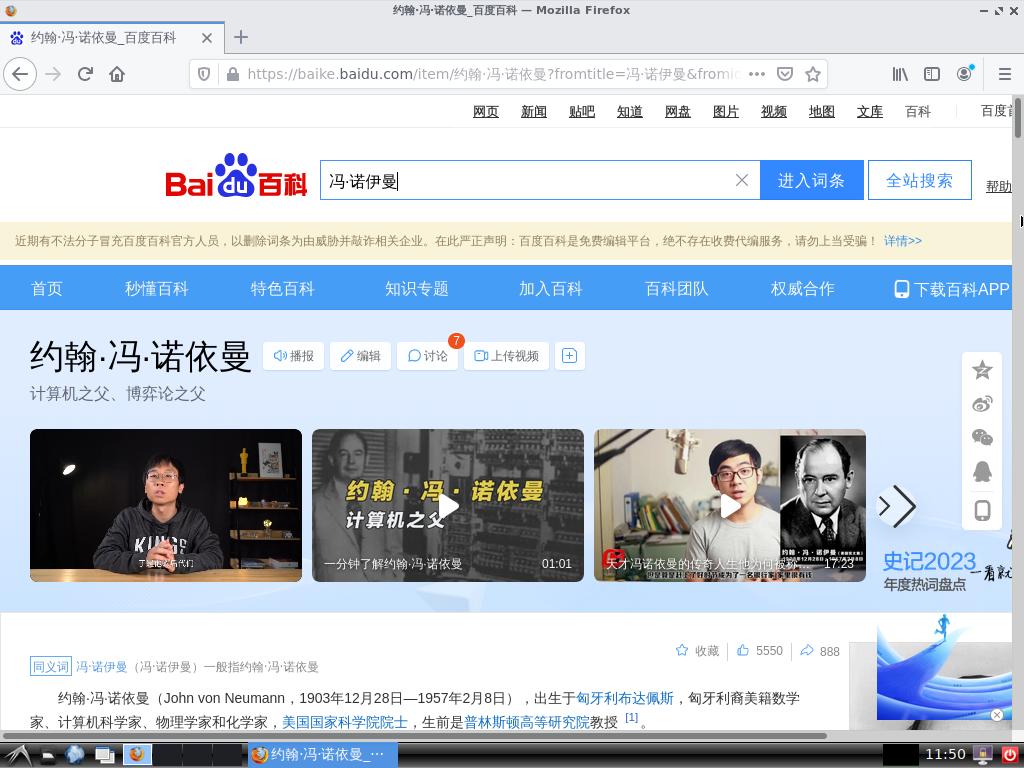 约翰·冯·诺依曼_百度百科 — Mozilla Firefox
约翰·冯·诺依曼_百度百科
https://baike.baidu.com/item/约翰·冯·诺依曼?fromtitle=冯·诺伊曼&fromid
网页 新闻 贴吧 知道 网盘 图片 视频 地图 文库 百科 百度首
Bai du 百科 冯·诺伊曼 进入词条 全站搜索 帮助
近期有不法分子冒充百度百科官方人员，以删除词条为由威胁并敲诈相关企业。在此严正声明：百度百科是免费编辑平台，绝不存在收费代编服务，请勿上当受骗！ 详情>>
首页 秒懂百科 特色百科 知识专题 加入百科 百科团队 权威合作 下载百科APP
约翰·冯·诺依曼 播报 编辑 讨论 7 上传视频
计算机之父、博弈论之父
KINGS
约翰·冯·诺依曼
计算机之父
一分钟了解约翰·冯·诺依曼 01:01
天才冯诺依曼的传奇人生他为何被称... 17:23
史记2023
年度热词盘点
收藏 5550 888
同义词 冯·诺伊曼（冯·诺伊曼）一般指约翰·冯·诺依曼
约翰·冯·诺依曼（John von Neumann，1903年12月28日—1957年2月8日），出生于匈牙利布达佩斯，匈牙利裔美籍数学
家、计算机科学家、物理学家和化学家，美国国家科学院院士，生前是普林斯顿高等研究院教授 [1] 。
约翰·冯·诺依曼_···
11:50